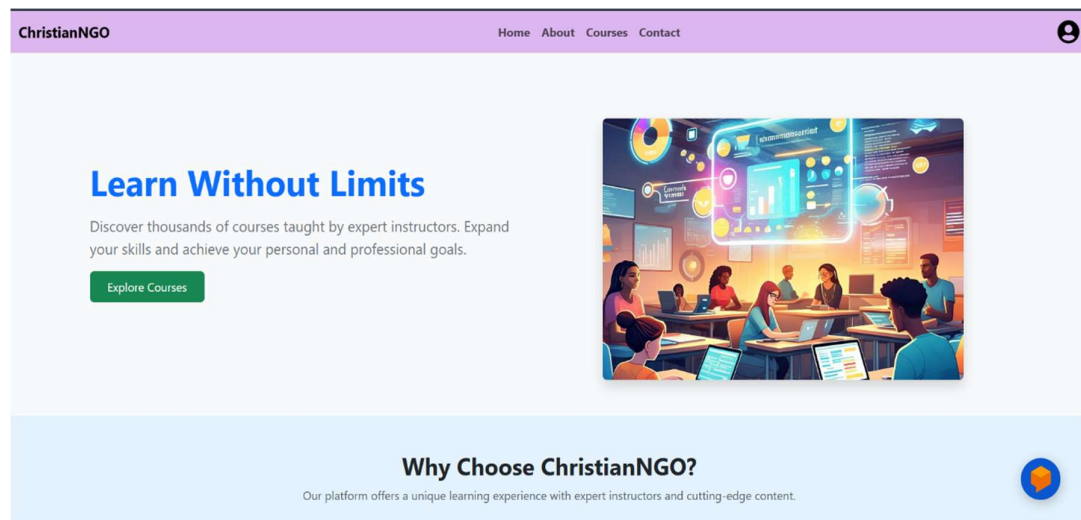 ChristianNGO
Home About Courses Contact
Learn Without Limits
Discover thousands of courses taught by expert instructors. Expand
your skills and achieve your personal and professional goals.
Explore Courses
Why Choose ChristianNGO?
Our platform offers a unique learning experience with expert instructors and cutting-edge content.